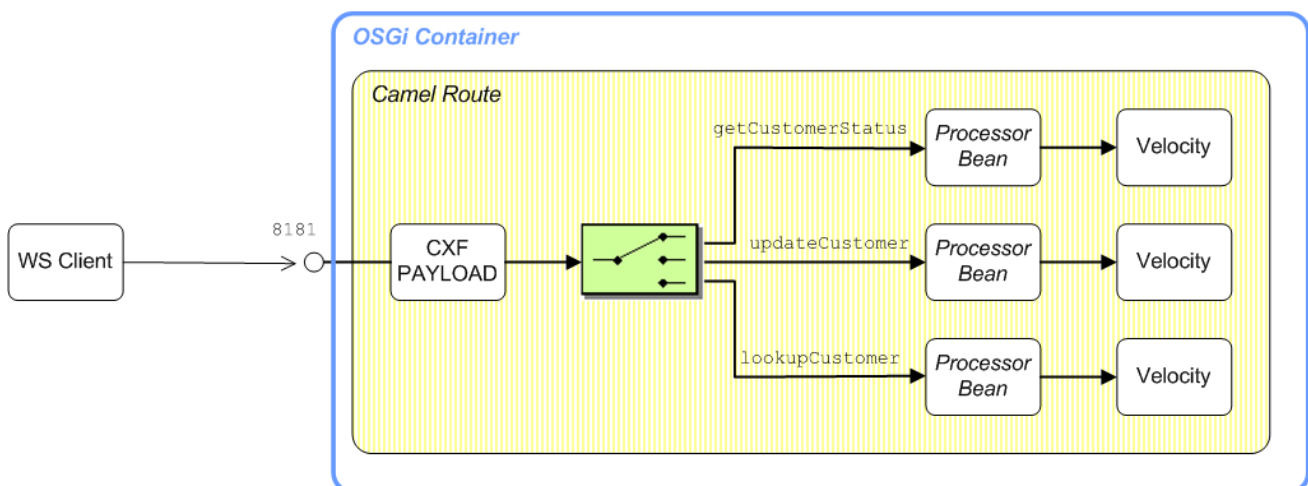 OSGi Container
Camel Route
getCustomerStatus
Processor
Bean
Velocity
8181
WS Client
CXF
PAYLOAD
updateCustomer
Processor
Bean
Velocity
lookupCustomer
Processor
Bean
Velocity